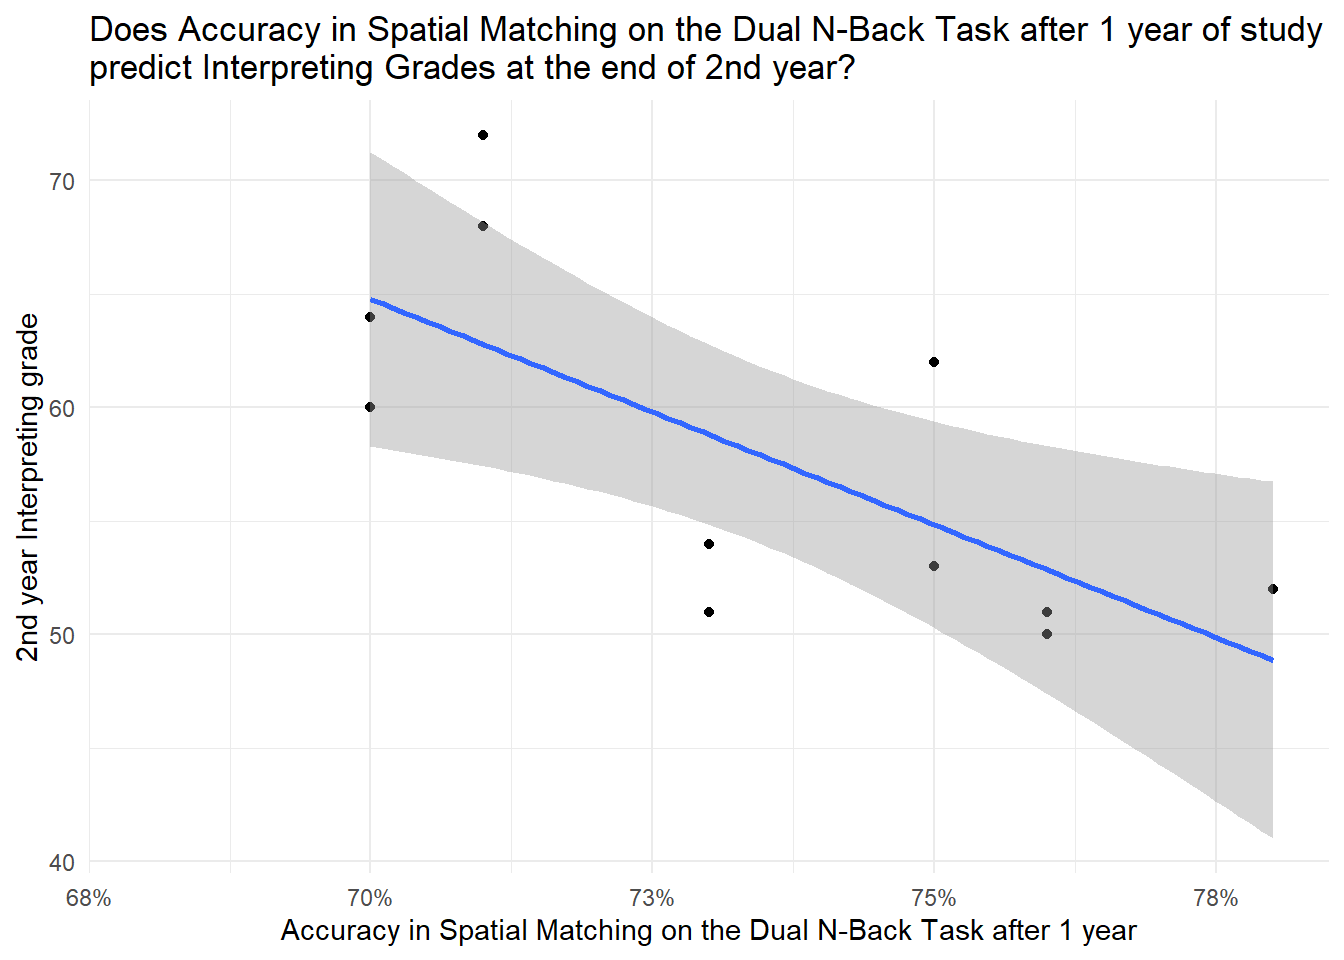 Does Accuracy in Spatial Matching on the Dual N-Back Task after 1 year of study
predict Interpreting Grades at the end of 2nd year?
2nd year Interpreting grade
70
60
50
40
68%
70%
73%
75%
78%
Accuracy in Spatial Matching on the Dual N-Back Task after 1 year